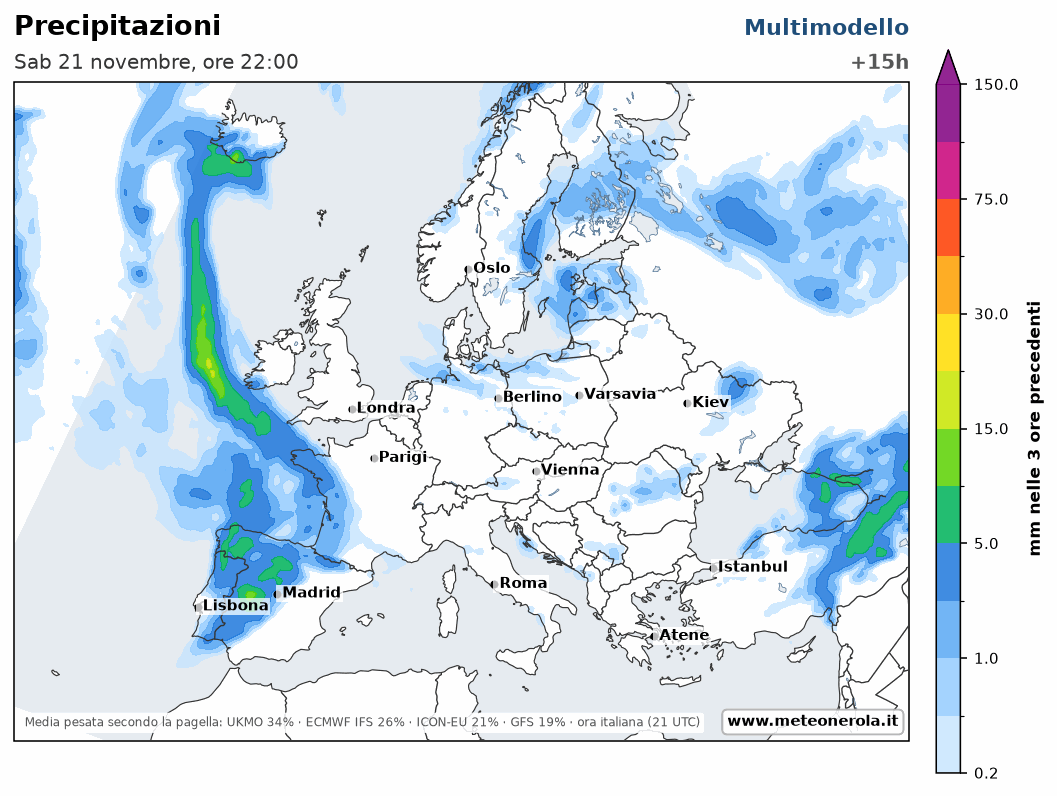 Precipitazioni
Multimodello
Sab 21 novembre, ore 22:00
+15h
150.0
75.0
30.0
15.0
5.0
1.0
0.2
mm nelle 3 ore precedenti
Oslo
Londra
Berlino
Varsavia
Kiev
Parigi
Vienna
Istanbul
Roma
Madrid
Lisbona
Atene
Media pesata secondo la pagella: UKMO 34% · ECMWF IFS 26% · ICON-EU 21% · GFS 19% · ora italiana (21 UTC)
www.meteonerola.it